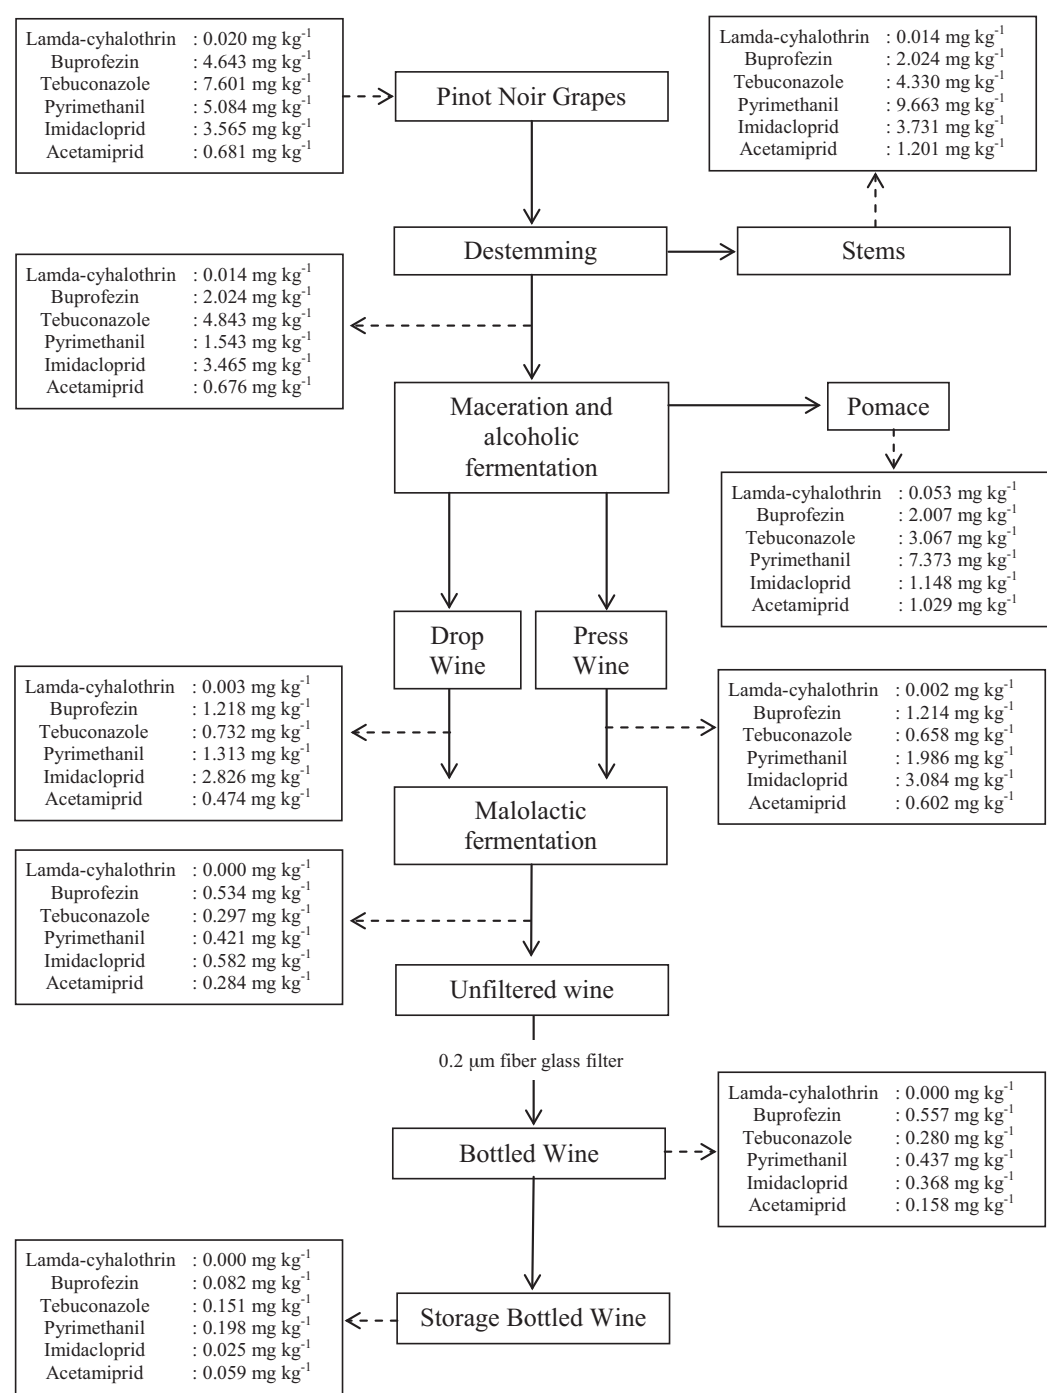 Lamda-cyhalothrin : 0.020 mg kg⁻¹
Buprofezin : 4.643 mg kg⁻¹
Tebuconazole : 7.601 mg kg⁻¹
Pyrimethanil : 5.084 mg kg⁻¹
Imidacloprid : 3.565 mg kg⁻¹
Acetamiprid : 0.681 mg kg⁻¹
Pinot Noir Grapes
Lamda-cyhalothrin : 0.014 mg kg⁻¹
Buprofezin : 2.024 mg kg⁻¹
Tebuconazole : 4.330 mg kg⁻¹
Pyrimethanil : 9.663 mg kg⁻¹
Imidacloprid : 3.731 mg kg⁻¹
Acetamiprid : 1.201 mg kg⁻¹
Destemming
Stems
Lamda-cyhalothrin : 0.014 mg kg⁻¹
Buprofezin : 2.024 mg kg⁻¹
Tebuconazole : 4.843 mg kg⁻¹
Pyrimethanil : 1.543 mg kg⁻¹
Imidacloprid : 3.465 mg kg⁻¹
Acetamiprid : 0.676 mg kg⁻¹
Maceration and
alcoholic
fermentation
Pomace
Lamda-cyhalothrin : 0.053 mg kg⁻¹
Buprofezin : 2.007 mg kg⁻¹
Tebuconazole : 3.067 mg kg⁻¹
Pyrimethanil : 7.373 mg kg⁻¹
Imidacloprid : 1.148 mg kg⁻¹
Acetamiprid : 1.029 mg kg⁻¹
Drop
Wine
Press
Wine
Lamda-cyhalothrin : 0.003 mg kg⁻¹
Buprofezin : 1.218 mg kg⁻¹
Tebuconazole : 0.732 mg kg⁻¹
Pyrimethanil : 1.313 mg kg⁻¹
Imidacloprid : 2.826 mg kg⁻¹
Acetamiprid : 0.474 mg kg⁻¹
Lamda-cyhalothrin : 0.002 mg kg⁻¹
Buprofezin : 1.214 mg kg⁻¹
Tebuconazole : 0.658 mg kg⁻¹
Pyrimethanil : 1.986 mg kg⁻¹
Imidacloprid : 3.084 mg kg⁻¹
Acetamiprid : 0.602 mg kg⁻¹
Malolactic
fermentation
Lamda-cyhalothrin : 0.000 mg kg⁻¹
Buprofezin : 0.534 mg kg⁻¹
Tebuconazole : 0.297 mg kg⁻¹
Pyrimethanil : 0.421 mg kg⁻¹
Imidacloprid : 0.582 mg kg⁻¹
Acetamiprid : 0.284 mg kg⁻¹
Unfiltered wine
0.2 µm fiber glass filter
Bottled Wine
Lamda-cyhalothrin : 0.000 mg kg⁻¹
Buprofezin : 0.557 mg kg⁻¹
Tebuconazole : 0.280 mg kg⁻¹
Pyrimethanil : 0.437 mg kg⁻¹
Imidacloprid : 0.368 mg kg⁻¹
Acetamiprid : 0.158 mg kg⁻¹
Lamda-cyhalothrin : 0.000 mg kg⁻¹
Buprofezin : 0.082 mg kg⁻¹
Tebuconazole : 0.151 mg kg⁻¹
Pyrimethanil : 0.198 mg kg⁻¹
Imidacloprid : 0.025 mg kg⁻¹
Acetamiprid : 0.059 mg kg⁻¹
Storage Bottled Wine